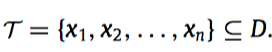 𝒯 = {x₁, x₂, . . . , xₙ} ⊆ D.